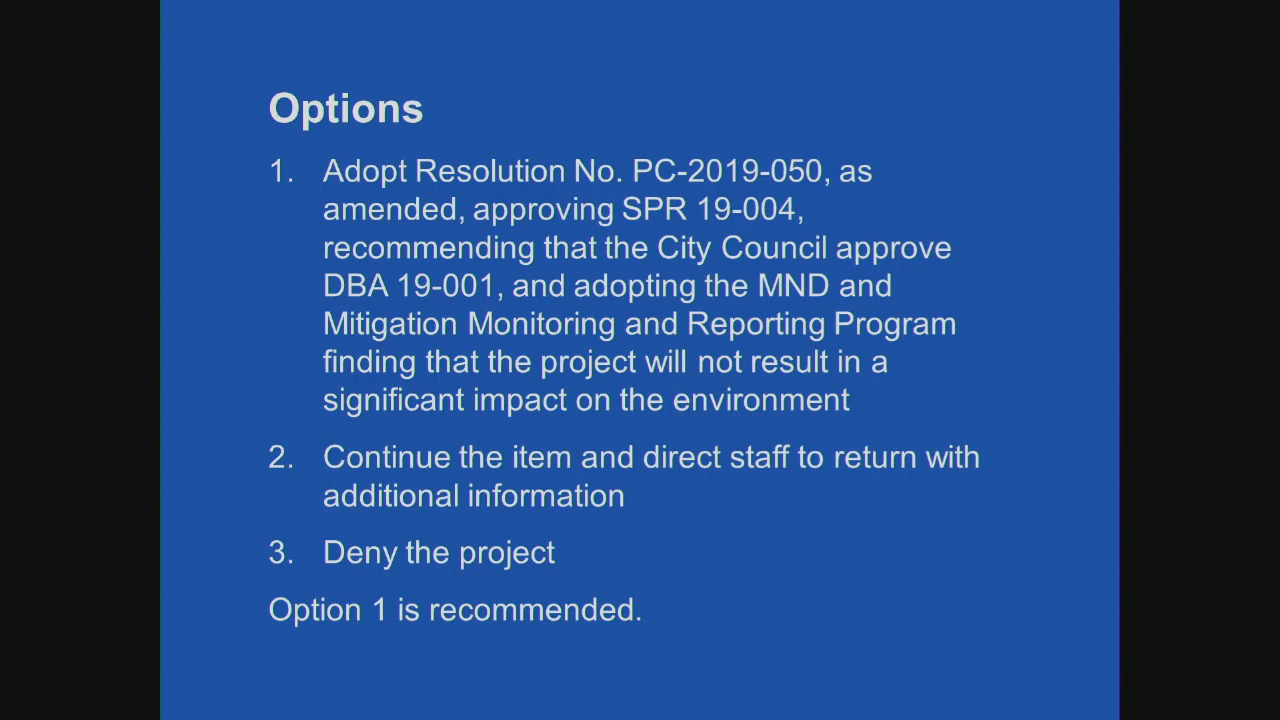 Options
1. Adopt Resolution No. PC-2019-050, as
amended, approving SPR 19-004,
recommending that the City Council approve
DBA 19-001, and adopting the MND and
Mitigation Monitoring and Reporting Program
finding that the project will not result in a
significant impact on the environment
2. Continue the item and direct staff to return with
additional information
3. Deny the project
Option 1 is recommended.